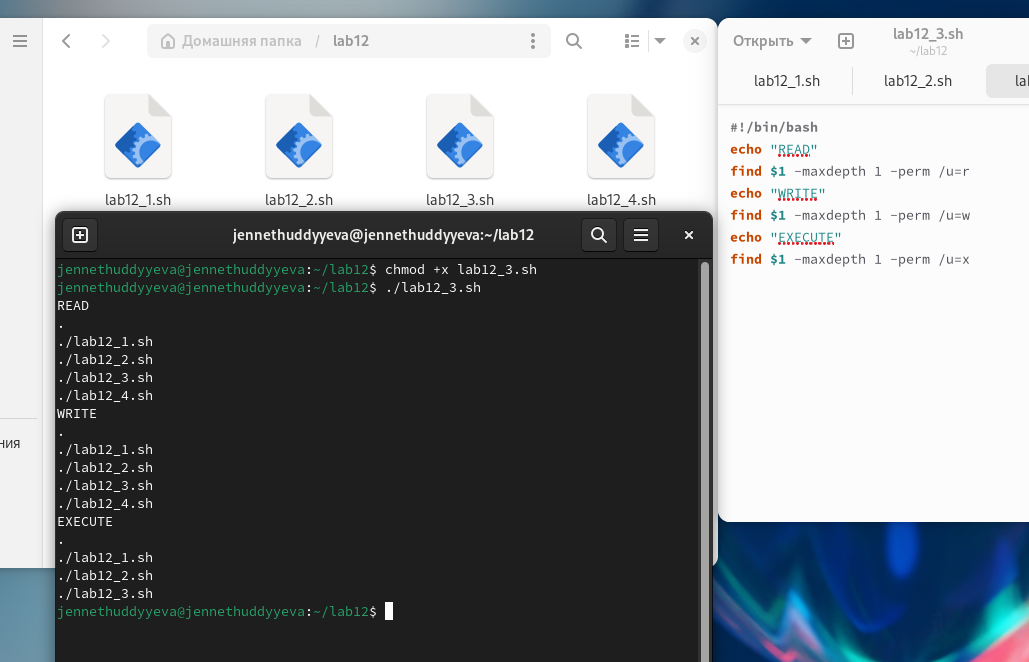 Домашняя папка / lab12
lab12_1.sh
lab12_2.sh
lab12_3.sh
lab12_4.sh
ния
Открыть
lab12_3.sh
~/lab12
lab12_1.sh
lab12_2.sh
lal
#!/bin/bash
echo "READ"
find $1 -maxdepth 1 -perm /u=r
echo "WRITE"
find $1 -maxdepth 1 -perm /u=w
echo "EXECUTE"
find $1 -maxdepth 1 -perm /u=x
jennethuddyyeva@jennethuddyyeva:~/lab12
jennethuddyyeva@jennethuddyyeva:~/lab12$ chmod +x lab12_3.sh
jennethuddyyeva@jennethuddyyeva:~/lab12$ ./lab12_3.sh
READ
.
./lab12_1.sh
./lab12_2.sh
./lab12_3.sh
./lab12_4.sh
WRITE
.
./lab12_1.sh
./lab12_2.sh
./lab12_3.sh
./lab12_4.sh
EXECUTE
.
./lab12_1.sh
./lab12_2.sh
./lab12_3.sh
jennethuddyyeva@jennethuddyyeva:~/lab12$